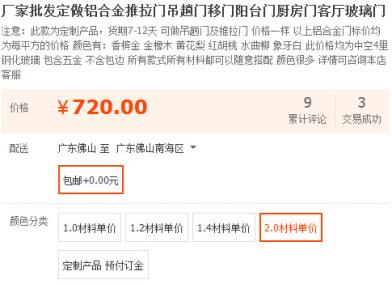 厂家批发定做铝合金推拉门吊趟门移门阳台门厨房门客厅玻璃门
注意：此款为定制产品，货期7-12天 可做吊趟门及推拉门 价格一样 以上铝合金门标价均
为每平方的价格 颜色有：香槟金 金橡木 黄花梨 红胡桃 水曲柳 象牙白 此价格均为中空4里
钢化玻璃 包含五金 不含包边 所有款式所有材料都可以随意搭配 颜色很多 详情可咨询本店
客服
价格 ¥720.00 9 3
累计评论 交易成功
配送 广东佛山 至 广东佛山南海区
包邮+0.00元
颜色分类 1.0材料单价 1.2材料单价 1.4材料单价 2.0材料单价
定制产品 预付订金